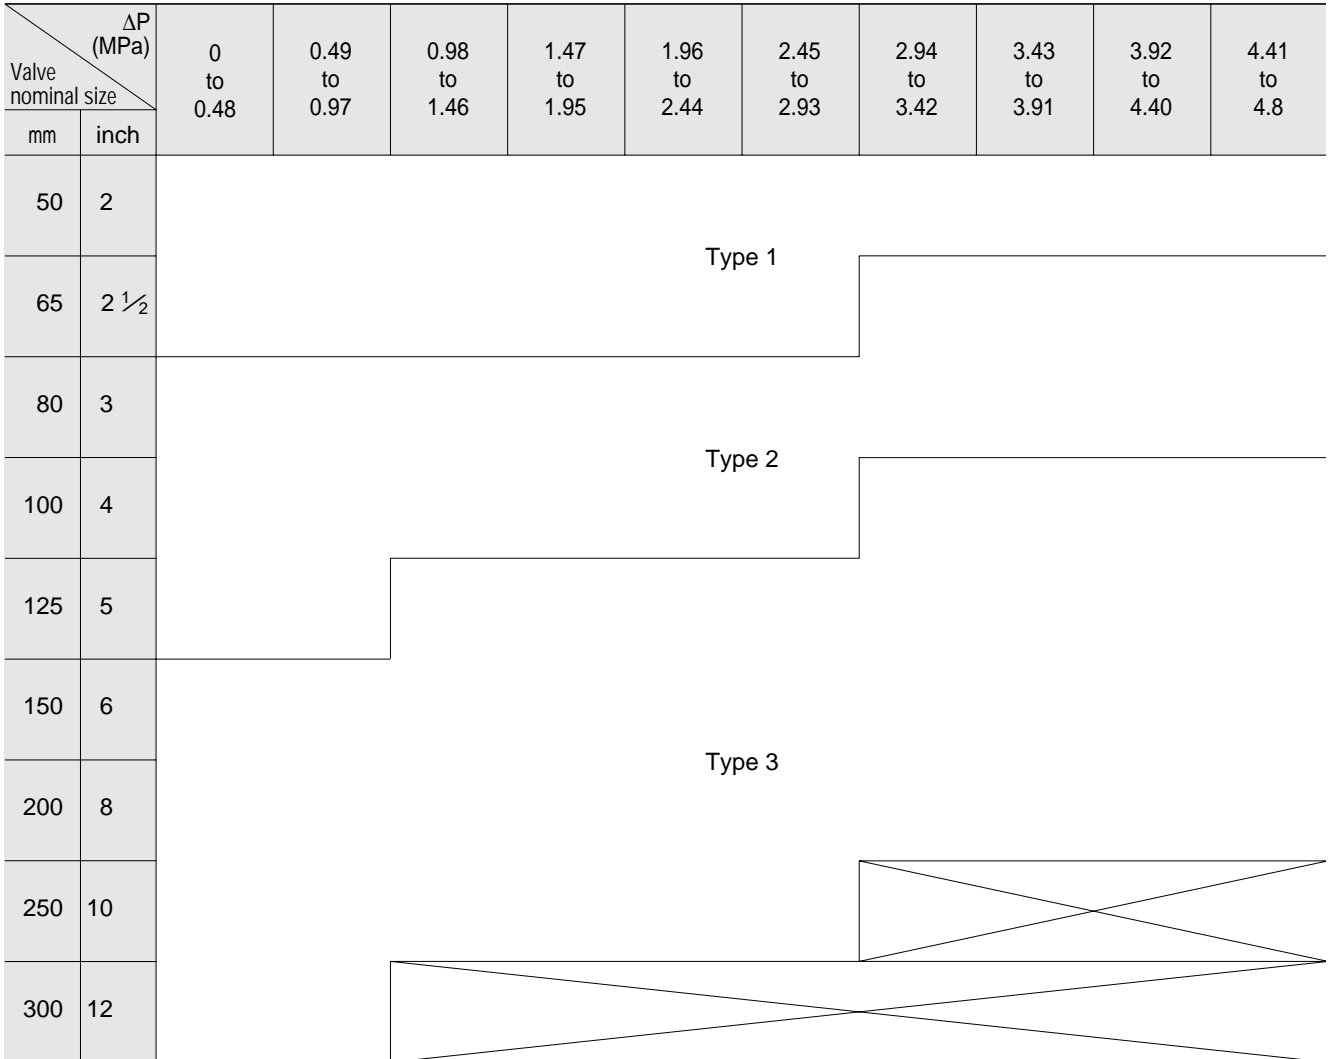 ΔP
(MPa)
Valve
nominal size
mm inch
0
to
0.48
0.49
to
0.97
0.98
to
1.46
1.47
to
1.95
1.96
to
2.44
2.45
to
2.93
2.94
to
3.42
3.43
to
3.91
3.92
to
4.40
4.41
to
4.8
50 2
Type 1
65 2 1/2
80 3
Type 2
100 4
125 5
150 6
Type 3
200 8
250 10
300 12